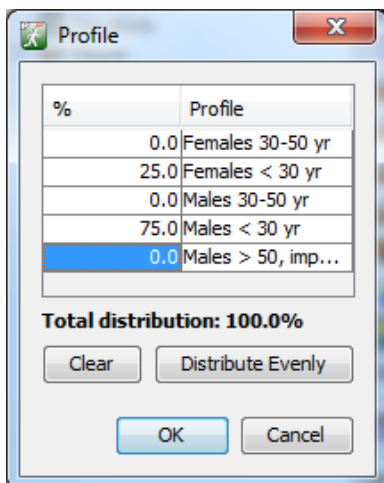 Profile
% Profile
0.0 Females 30-50 yr
25.0 Females < 30 yr
0.0 Males 30-50 yr
75.0 Males < 30 yr
0.0 Males > 50, imp...
Total distribution: 100.0%
Clear Distribute Evenly
OK Cancel